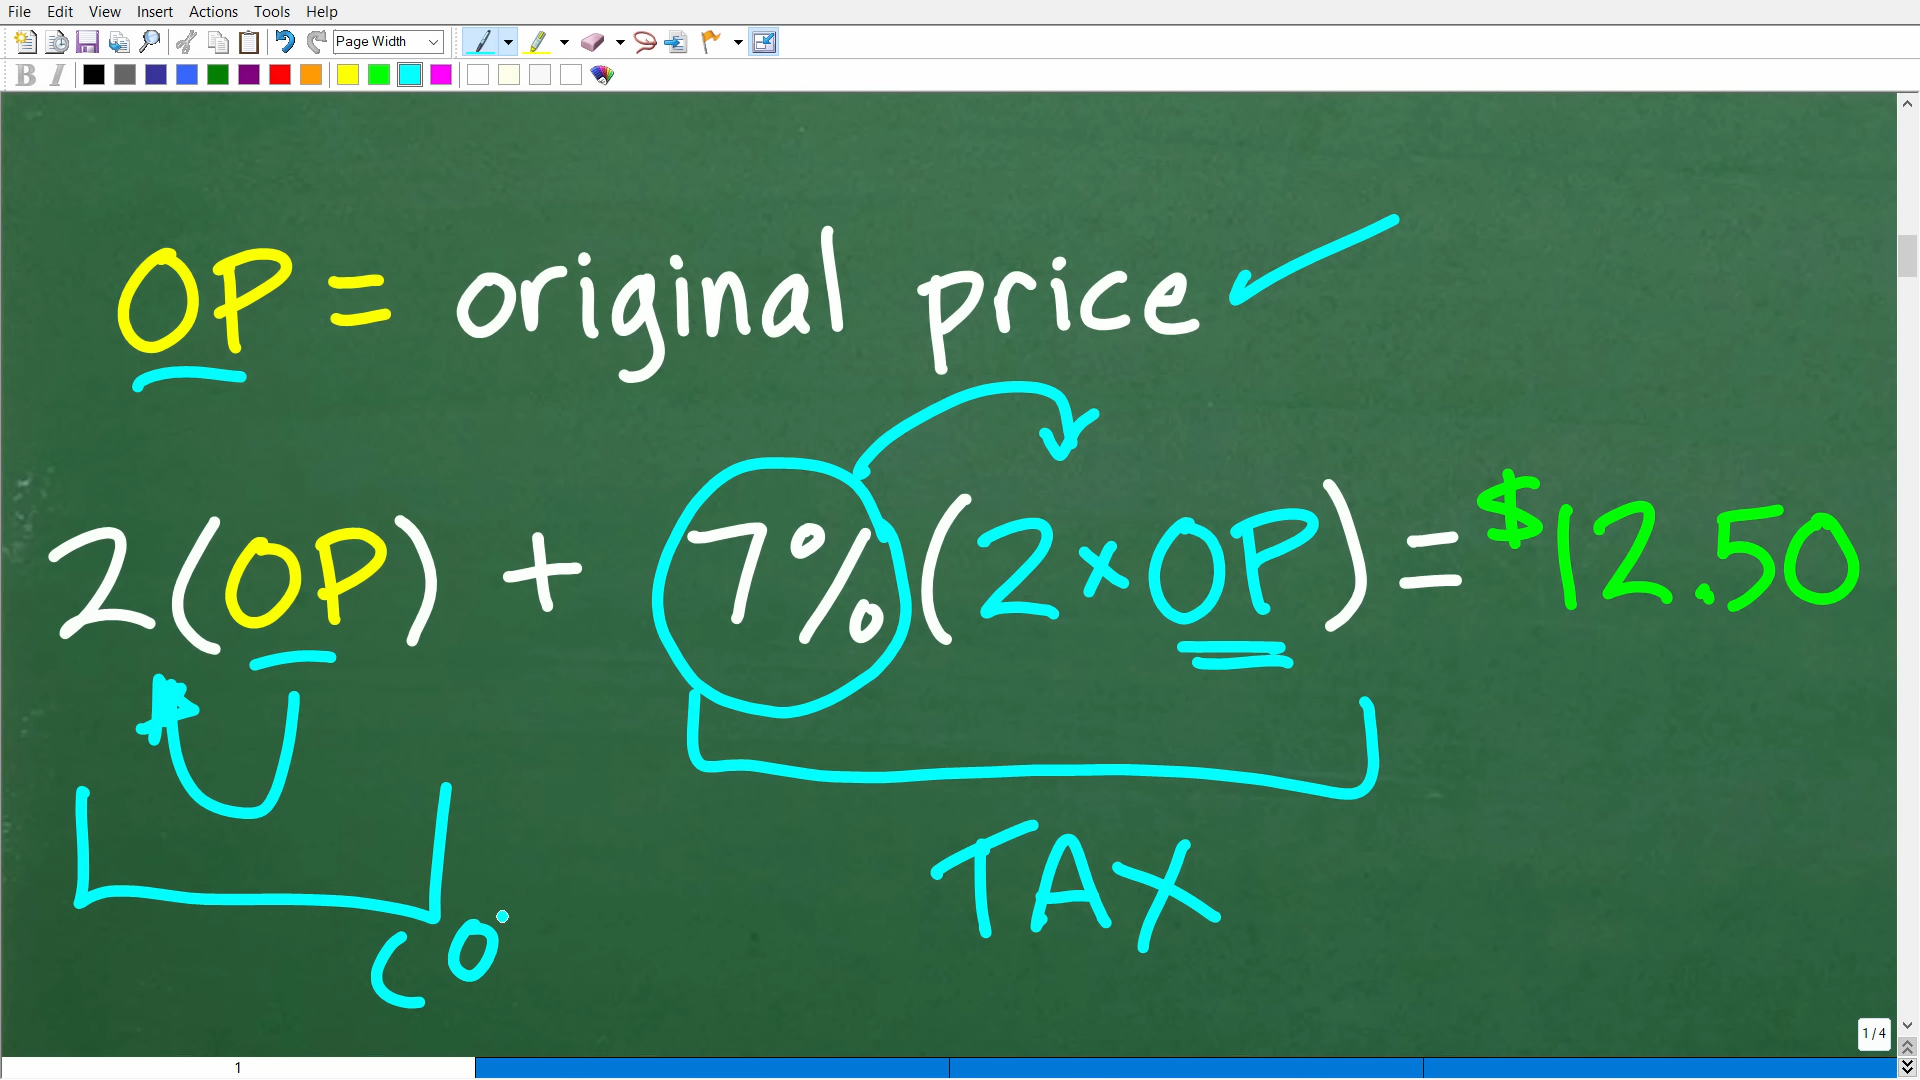 File Edit View Insert Actions Tools Help
Page Width
B I
OP = original price
2(OP) + 7%(2×OP) = $12.50
TAX
CO
1 / 4
1